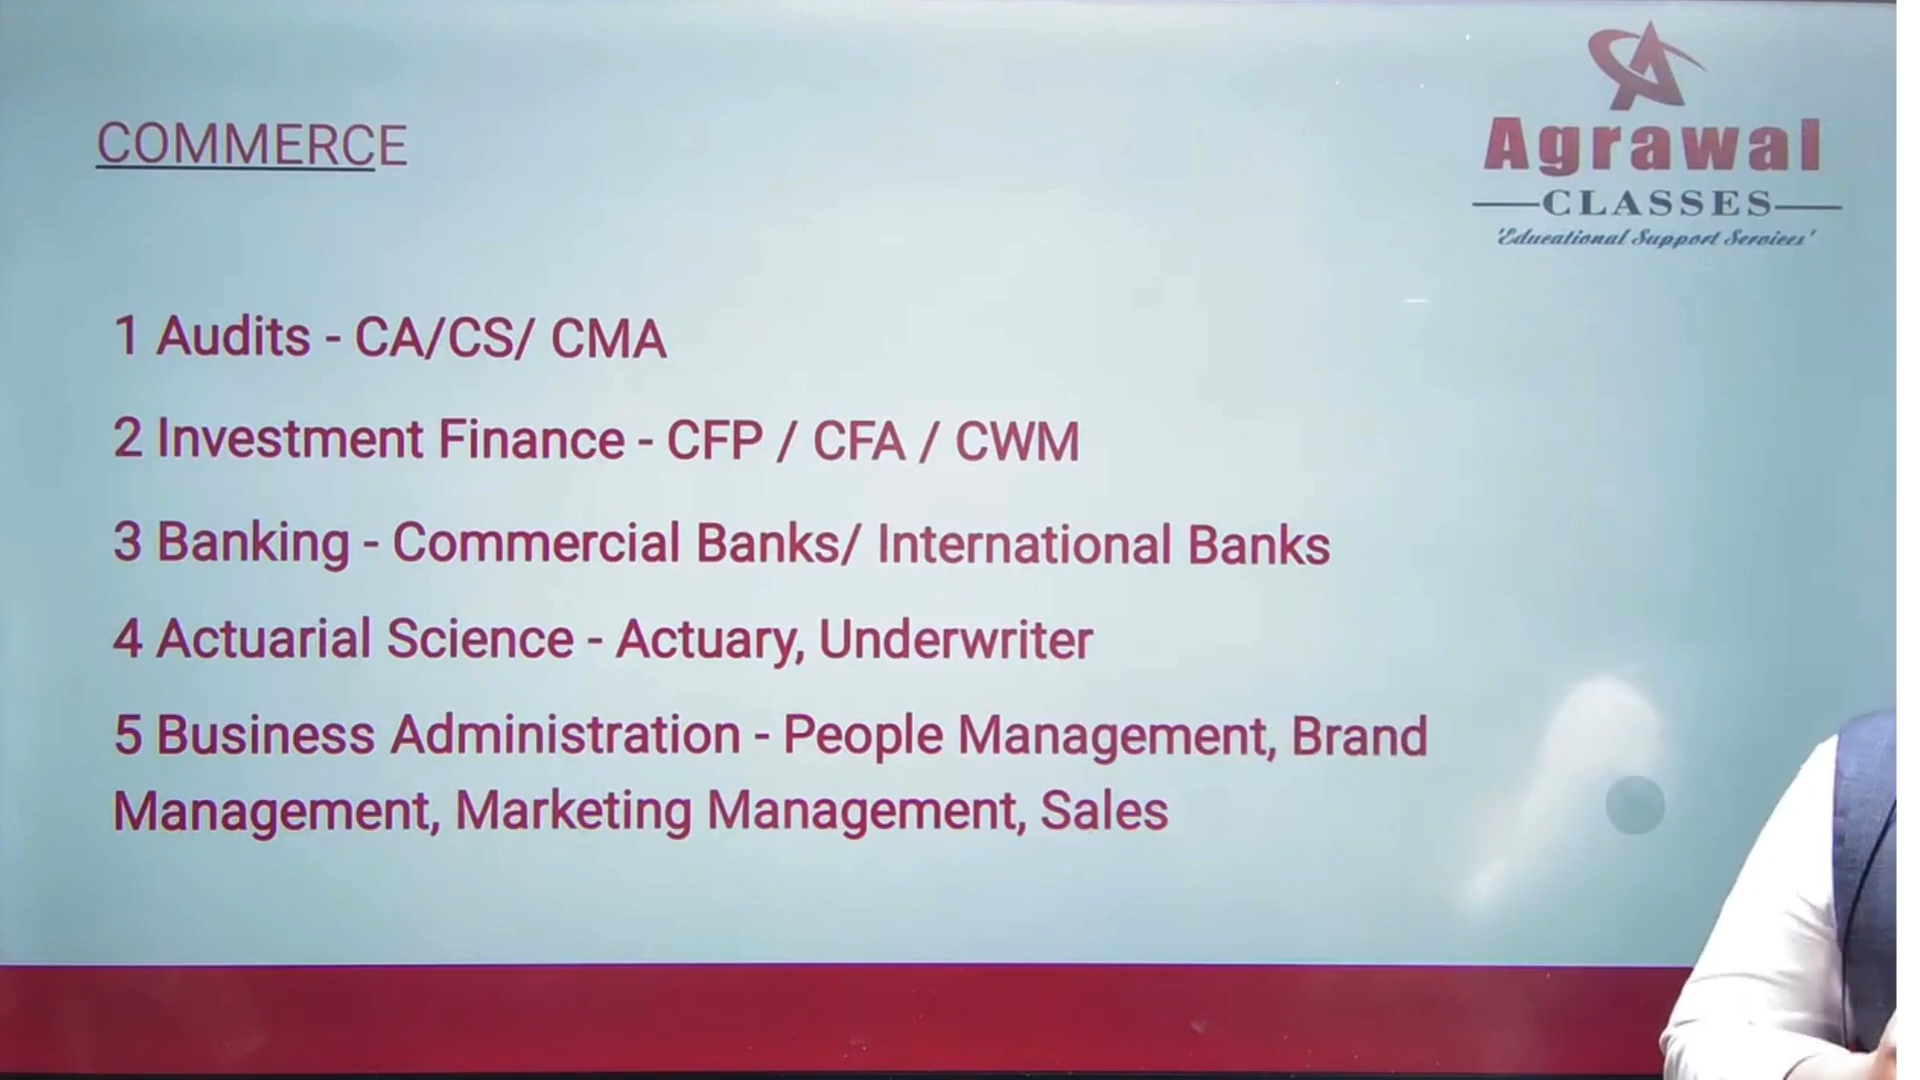 COMMERCE
Agrawal
CLASSES
'Educational Support Services'
1 Audits - CA/CS/ CMA
2 Investment Finance - CFP / CFA / CWM
3 Banking - Commercial Banks/ International Banks
4 Actuarial Science - Actuary, Underwriter
5 Business Administration - People Management, Brand
Management, Marketing Management, Sales